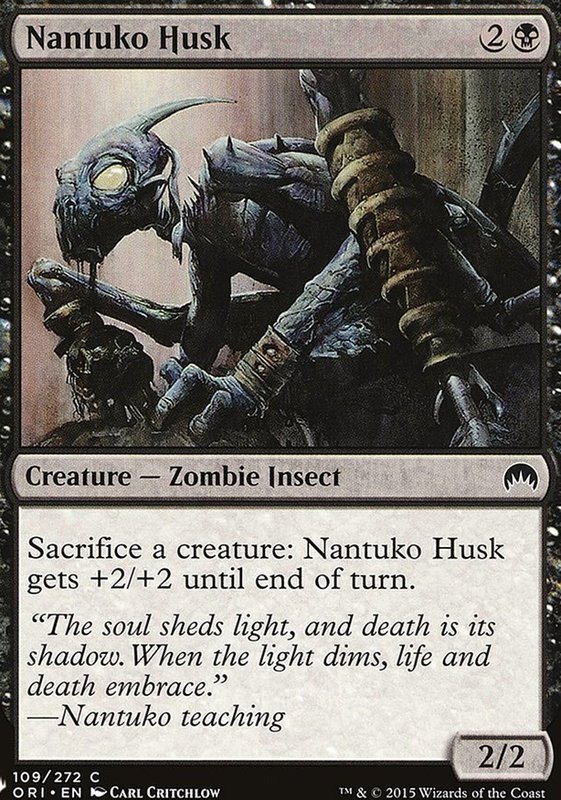 Nantuko Husk 2
Creature — Zombie Insect
Sacrifice a creature: Nantuko Husk
gets +2/+2 until end of turn.
“The soul sheds light, and death is its
shadow. When the light dims, life and
death embrace.”
—Nantuko teaching
2/2
109/272 C
ORI • EN Carl Critchlow
™ & © 2015 Wizards of the Coast